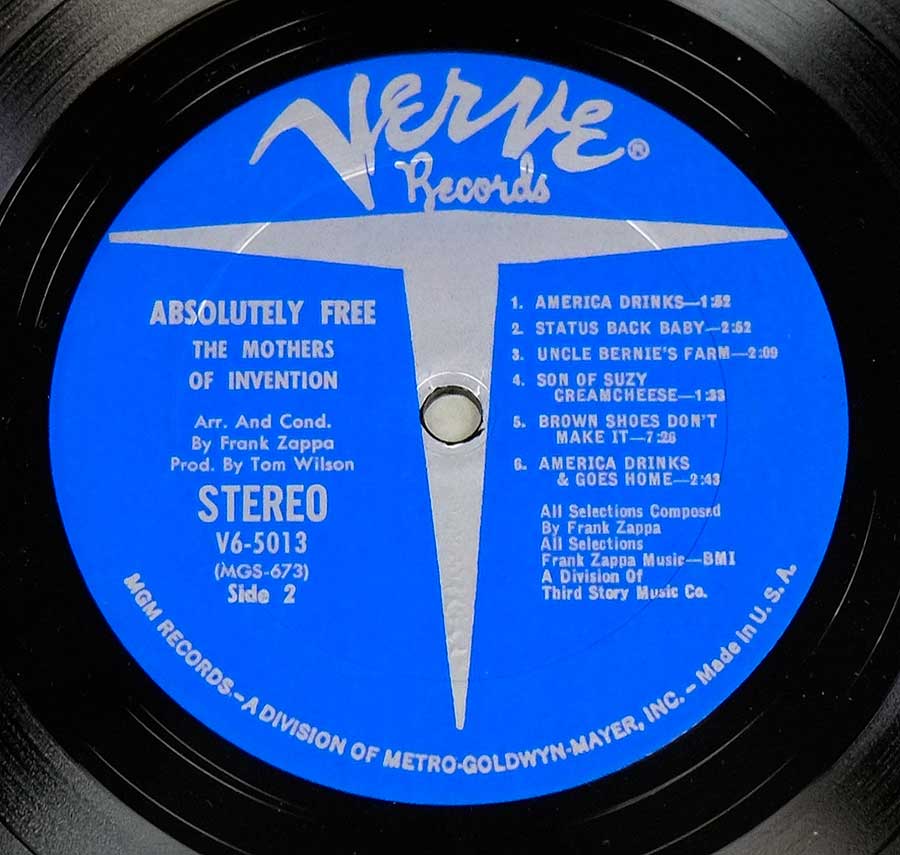 Verve®
Records
ABSOLUTELY FREE
THE MOTHERS
OF INVENTION
Arr. And Cond.
By Frank Zappa
Prod. By Tom Wilson
STEREO
V6-5013
(MGS-673)
Side 2
1. AMERICA DRINKS—1:52
2. STATUS BACK BABY—2:52
3. UNCLE BERNIE'S FARM—2:09
4. SON OF SUZY
CREAMCHEESE—1:33
5. BROWN SHOES DON'T
MAKE IT—7:26
6. AMERICA DRINKS
& GOES HOME—2:43
All Selections Composed
By Frank Zappa
All Selections
Frank Zappa Music—BMI
A Division Of
Third Story Music Co.
MGM RECORDS – A DIVISION OF METRO-GOLDWYN-MAYER, INC. – Made in U. S. A.